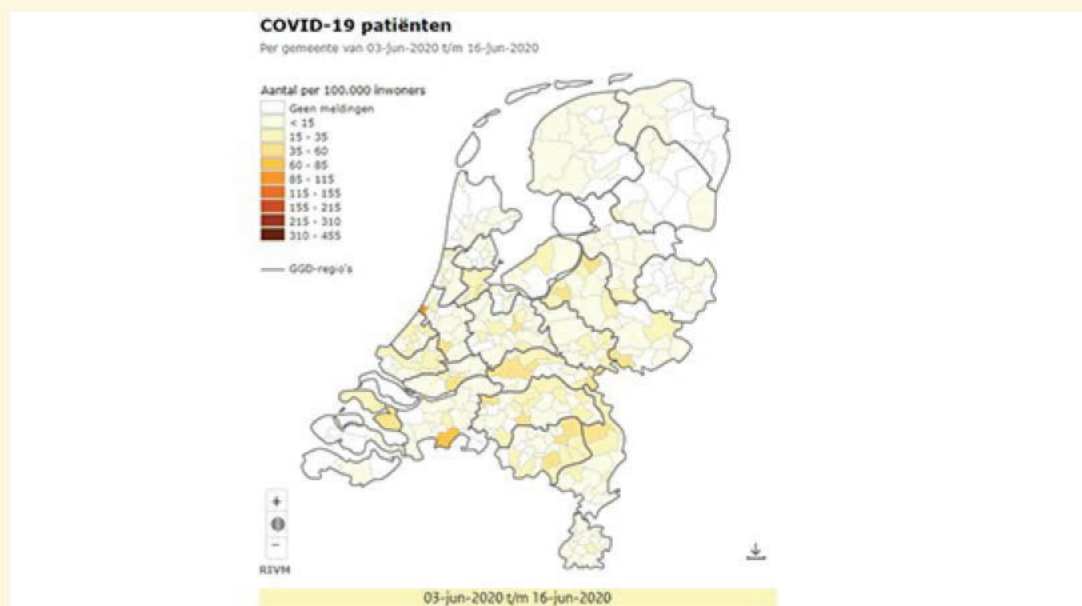 COVID-19 patiënten
Per gemeente van 03-jun-2020 t/m 16-jun-2020
Aantal per 100.000 inwoners
Geen meldingen
< 15
15 - 35
35 - 60
60 - 85
85 - 115
115 - 155
155 - 215
215 - 310
310 - 455
GGD-regio's
+
−
RIVM
03-jun-2020 t/m 16-jun-2020